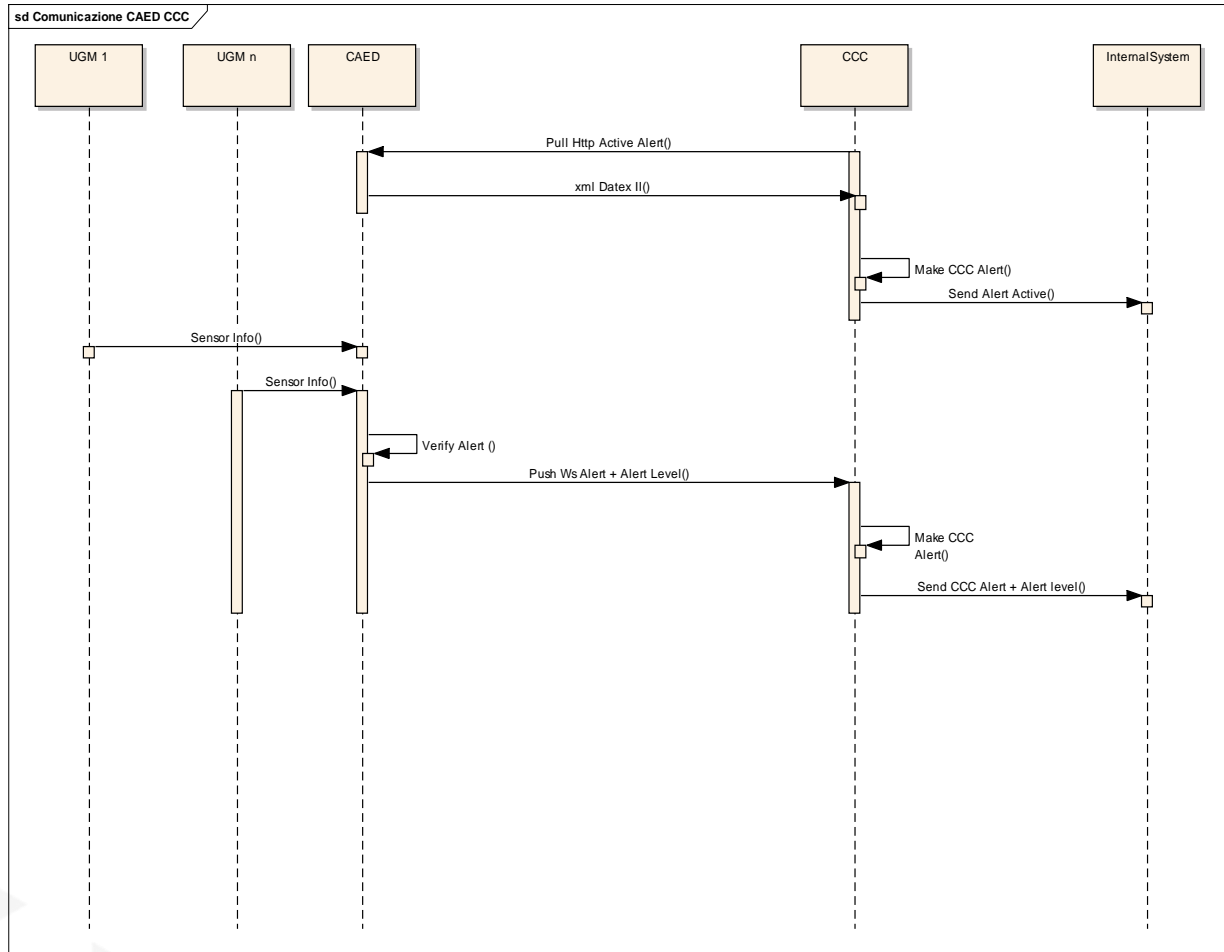 sd Comunicazione CAED CCC
UGM 1
UGM n
CAED
CCC
InternalSystem
Pull Http Active Alert()
xml Datex II()
Make CCC Alert()
Send Alert Active()
Sensor Info()
Sensor Info()
Verify Alert ()
Push Ws Alert + Alert Level()
Make CCC
Alert()
Send CCC Alert + Alert level()